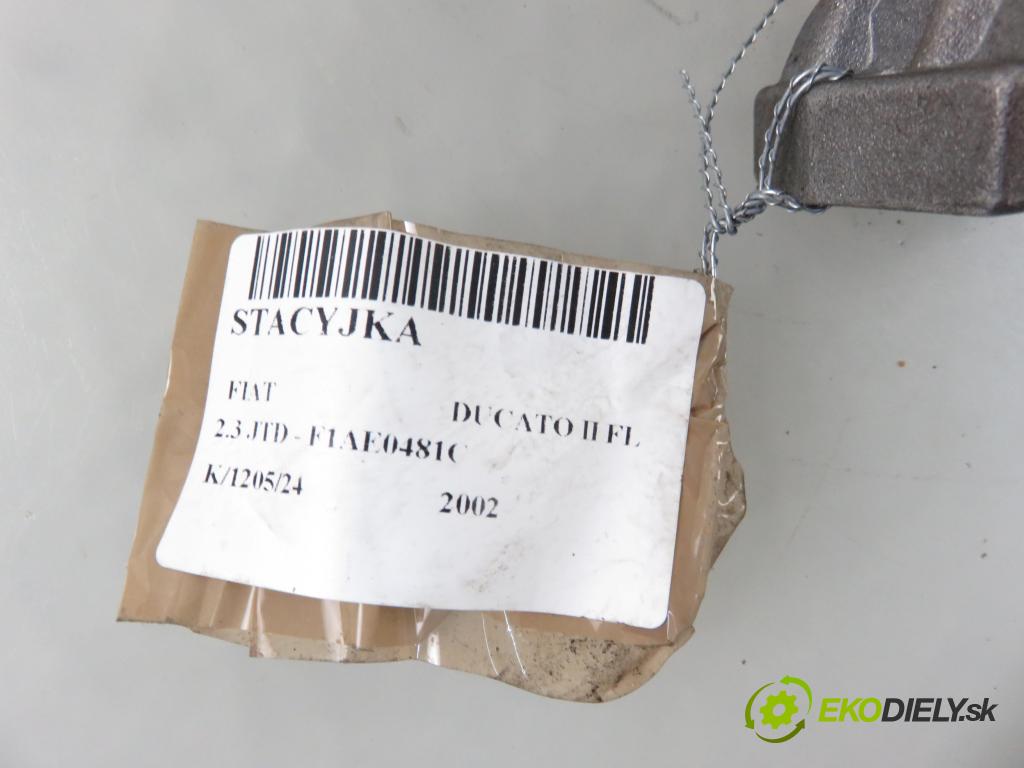 STACYJKA
FIAT
DUCATO II FL
2.3 JTD - F1AE0481C
K/1205/24
2002
EKODIELY.sk